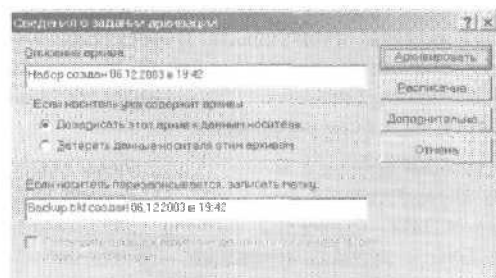 Сведения о задании архивации
Описание архива:
Набор создан 06.12.2003 в 19:42
Архивировать
Расписание...
Если носитель уже содержит архивы
Дозаписать этот архив к данным носителя.
Дополнительно...
Затереть данные носителя этим архивом.
Отмена
Если носитель перезаписывается, записать метку:
Backup.bkf создан 06.12.2003 в 19:42